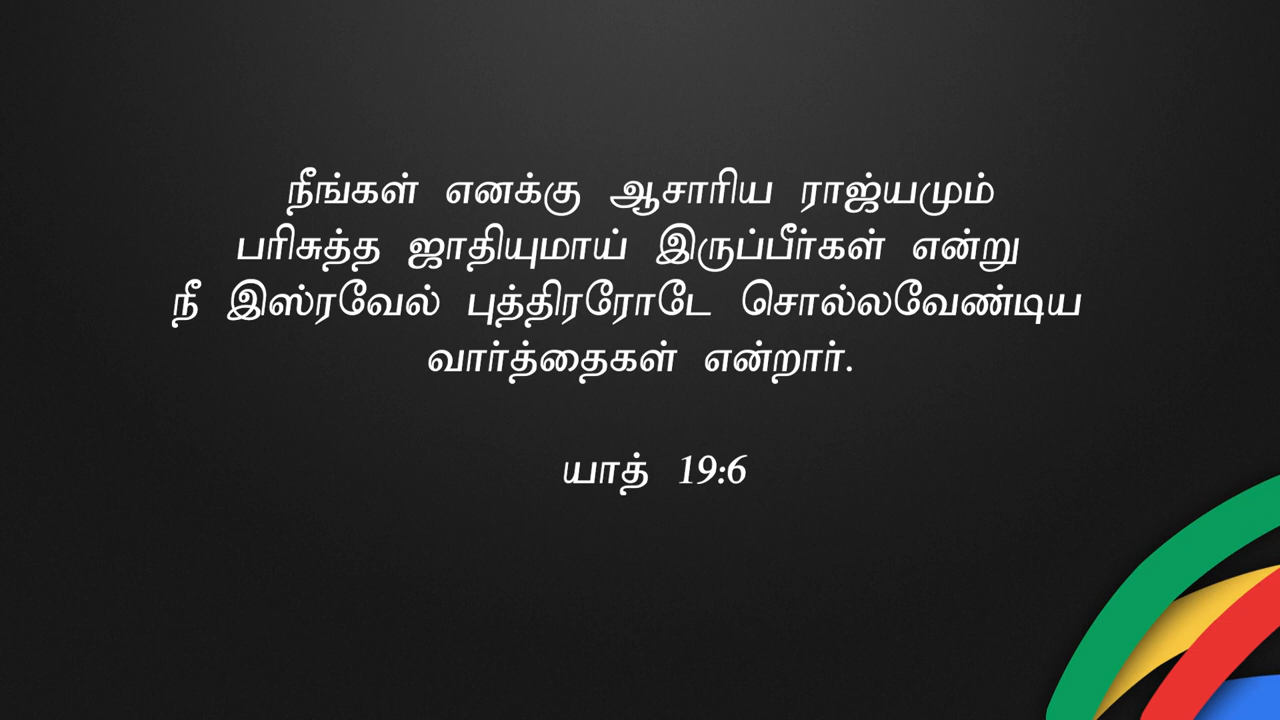 நீங்கள் எனக்கு ஆசாரிய ராஜ்யமும்
பரிசுத்த ஜாதியுமாய் இருப்பீர்கள் என்று
நீ இஸ்ரவேல் புத்திரரோடே சொல்லவேண்டிய
வார்த்தைகள் என்றார்.
யாத் 19:6